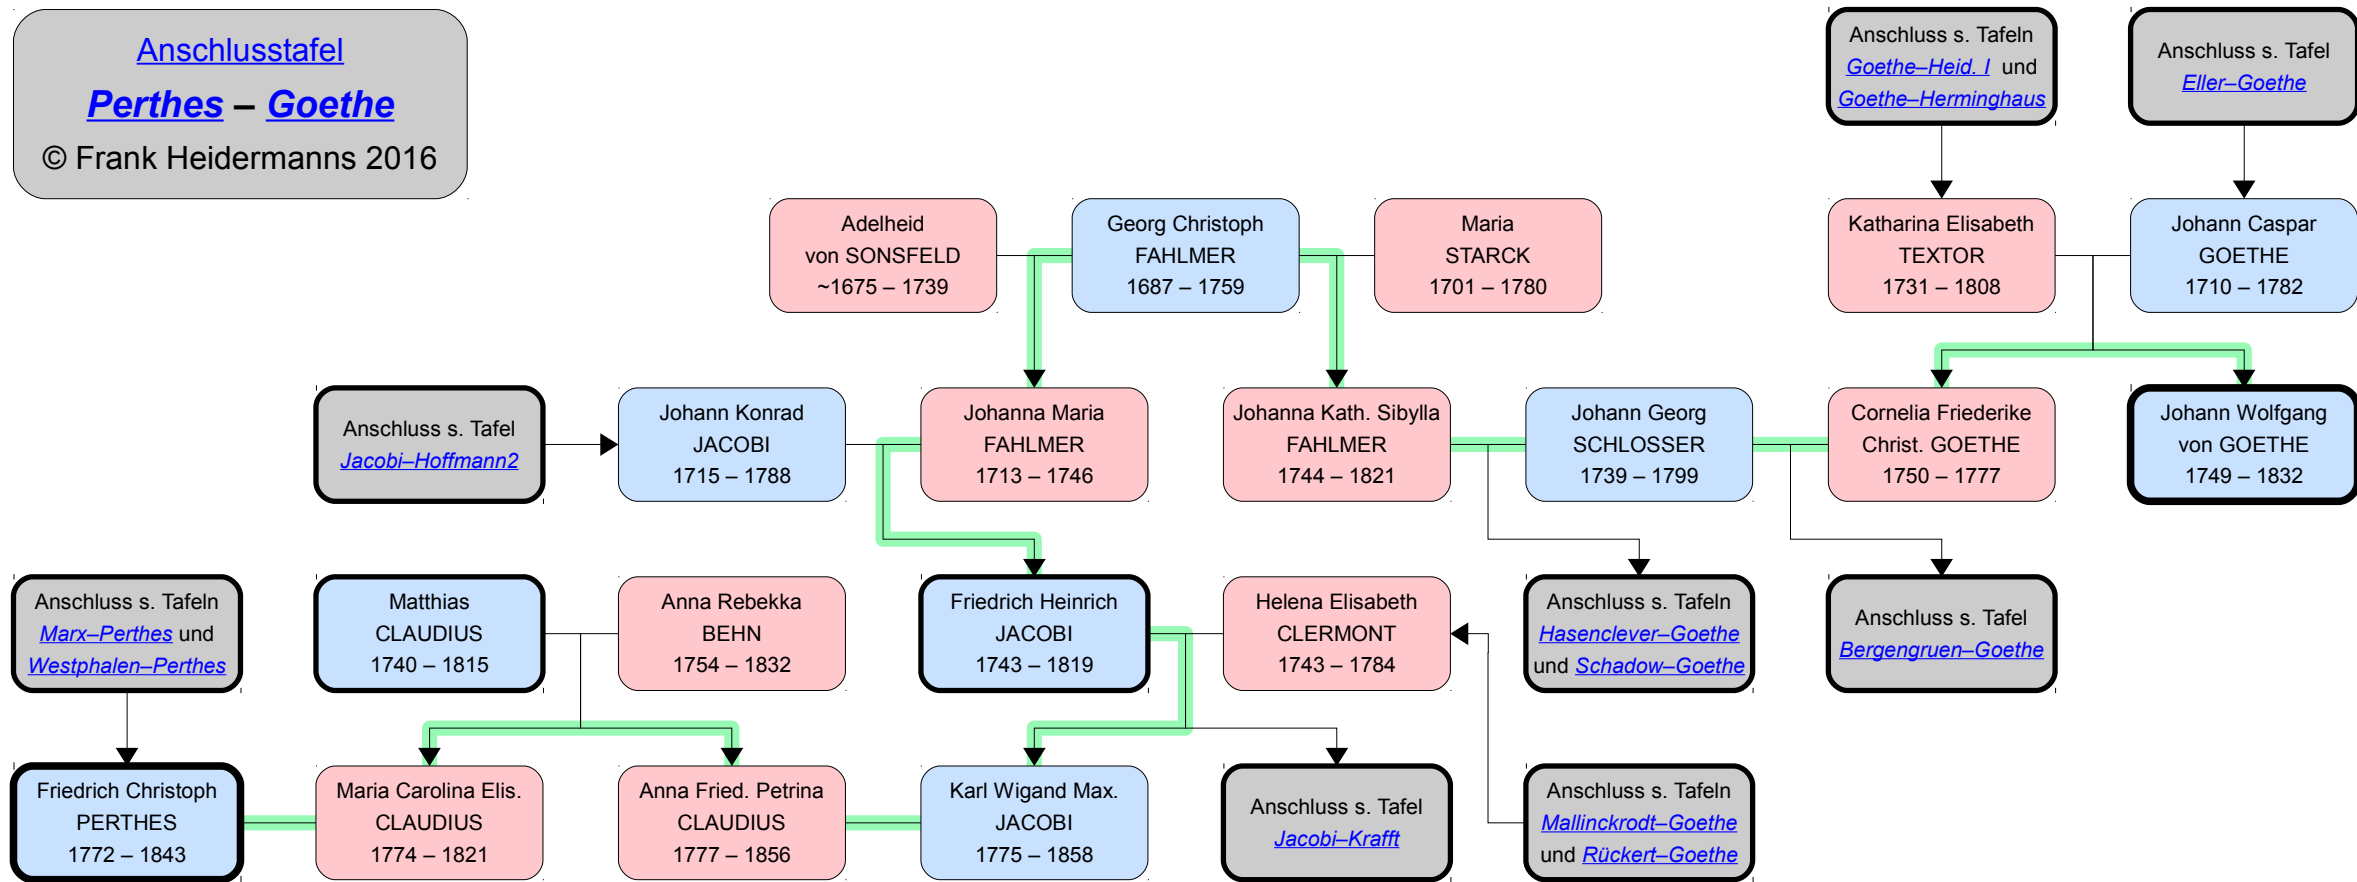 Anschlusstafel
Perthes – Goethe
© Frank Heidermanns 2016
Anschluss s. Tafeln
Goethe–Heid. I und
Goethe–Herminghaus
Anschluss s. Tafel
Eller–Goethe
Adelheid
von SONSFELD
~1675 – 1739
Georg Christoph
FAHLMER
1687 – 1759
Maria
STARCK
1701 – 1780
Katharina Elisabeth
TEXTOR
1731 – 1808
Johann Caspar
GOETHE
1710 – 1782
Anschluss s. Tafel
Jacobi–Hoffmann2
Johann Konrad
JACOBI
1715 – 1788
Johanna Maria
FAHLMER
1713 – 1746
Johanna Kath. Sibylla
FAHLMER
1744 – 1821
Johann Georg
SCHLOSSER
1739 – 1799
Cornelia Friederike
Christ. GOETHE
1750 – 1777
Johann Wolfgang
von GOETHE
1749 – 1832
Anschluss s. Tafeln
Marx–Perthes und
Westphalen–Perthes
Matthias
CLAUDIUS
1740 – 1815
Anna Rebekka
BEHN
1754 – 1832
Friedrich Heinrich
JACOBI
1743 – 1819
Helena Elisabeth
CLERMONT
1743 – 1784
Anschluss s. Tafeln
Hasenclever–Goethe
und Schadow–Goethe
Anschluss s. Tafel
Bergengruen–Goethe
Friedrich Christoph
PERTHES
1772 – 1843
Maria Carolina Elis.
CLAUDIUS
1774 – 1821
Anna Fried. Petrina
CLAUDIUS
1777 – 1856
Karl Wigand Max.
JACOBI
1775 – 1858
Anschluss s. Tafel
Jacobi–Krafft
Anschluss s. Tafeln
Mallinckrodt–Goethe
und Rückert–Goethe